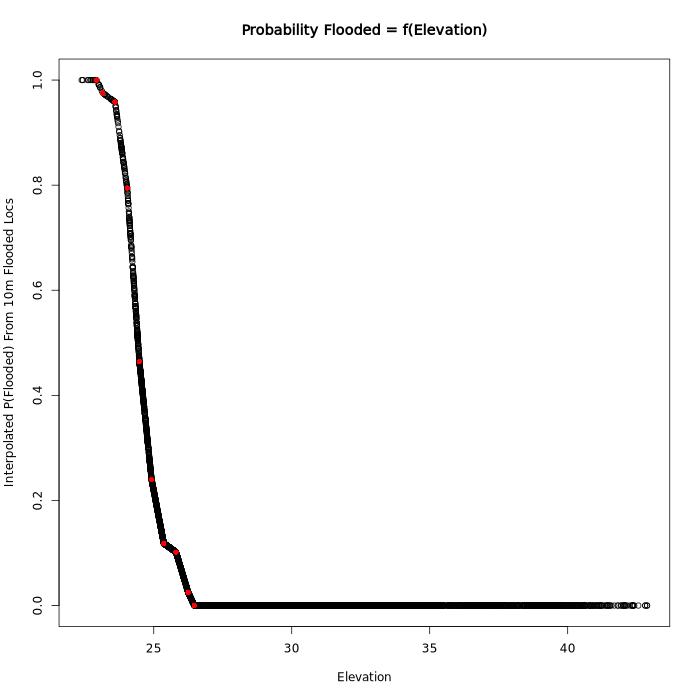 Probability Flooded = f(Elevation)
Interpolated P(Flooded) From 10m Flooded Locs
1.0
0.8
0.6
0.4
0.2
0.0
25 30 35 40
Elevation